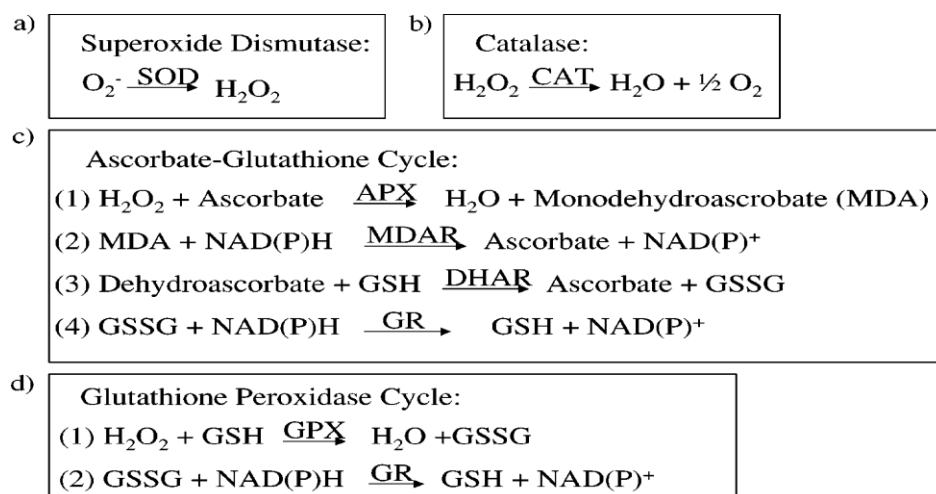 a)
Superoxide Dismutase:
O₂⁻ SOD H₂O₂
b)
Catalase:
H₂O₂ CAT H₂O + ½ O₂
c)
Ascorbate-Glutathione Cycle:
(1) H₂O₂ + Ascorbate APX H₂O + Monodehydroascrobate (MDA)
(2) MDA + NAD(P)H MDAR Ascorbate + NAD(P)⁺
(3) Dehydroascorbate + GSH DHAR Ascorbate + GSSG
(4) GSSG + NAD(P)H GR GSH + NAD(P)⁺
d)
Glutathione Peroxidase Cycle:
(1) H₂O₂ + GSH GPX H₂O +GSSG
(2) GSSG + NAD(P)H GR GSH + NAD(P)⁺